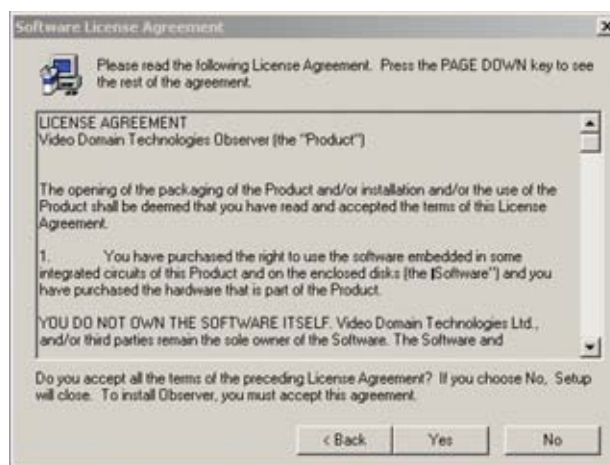 Software License Agreement
Please read the following License Agreement. Press the PAGE DOWN key to see
the rest of the agreement.
LICENSE AGREEMENT
Video Domain Technologies Observer (the "Product")
The opening of the packaging of the Product and/or installation and/or the use of the
Product shall be deemed that you have read and accepted the terms of this License
Agreement.
1. You have purchased the right to use the software embedded in some
integrated circuits of this Product and on the enclosed disks (the |Software") and you
have purchased the hardware that is part of the Product.
YOU DO NOT OWN THE SOFTWARE ITSELF. Video Domain Technologies Ltd.,
and/or third parties remain the sole owner of the Software. The Software and
Do you accept all the terms of the preceding License Agreement? If you choose No, Setup
will close. To install Observer, you must accept this agreement.
< Back
Yes
No